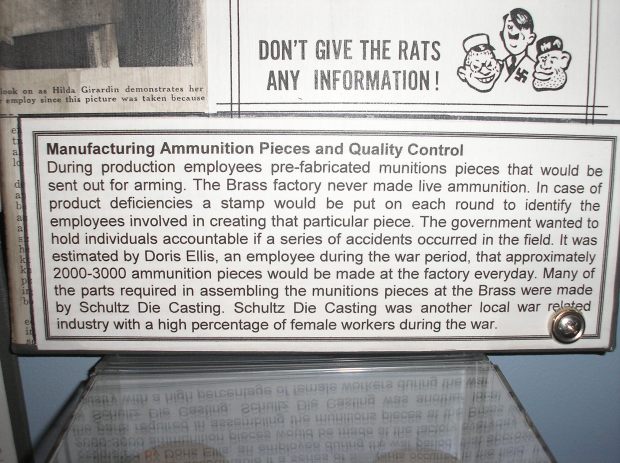 ook on as Hilda Girardin demonstrates her
employ since this picture was taken because
DON'T GIVE THE RATS
ANY INFORMATION!
Manufacturing Ammunition Pieces and Quality Control
During production employees pre-fabricated munitions pieces that would be
sent out for arming. The Brass factory never made live ammunition. In case of
product deficiencies a stamp would be put on each round to identify the
employees involved in creating that particular piece. The government wanted to
hold individuals accountable if a series of accidents occurred in the field. It was
estimated by Doris Ellis, an employee during the war period, that approximately
2000-3000 ammunition pieces would be made at the factory everyday. Many of
the parts required in assembling the munitions pieces at the Brass were made
by Schultz Die Casting. Schultz Die Casting was another local war related
industry with a high percentage of female workers during the war.